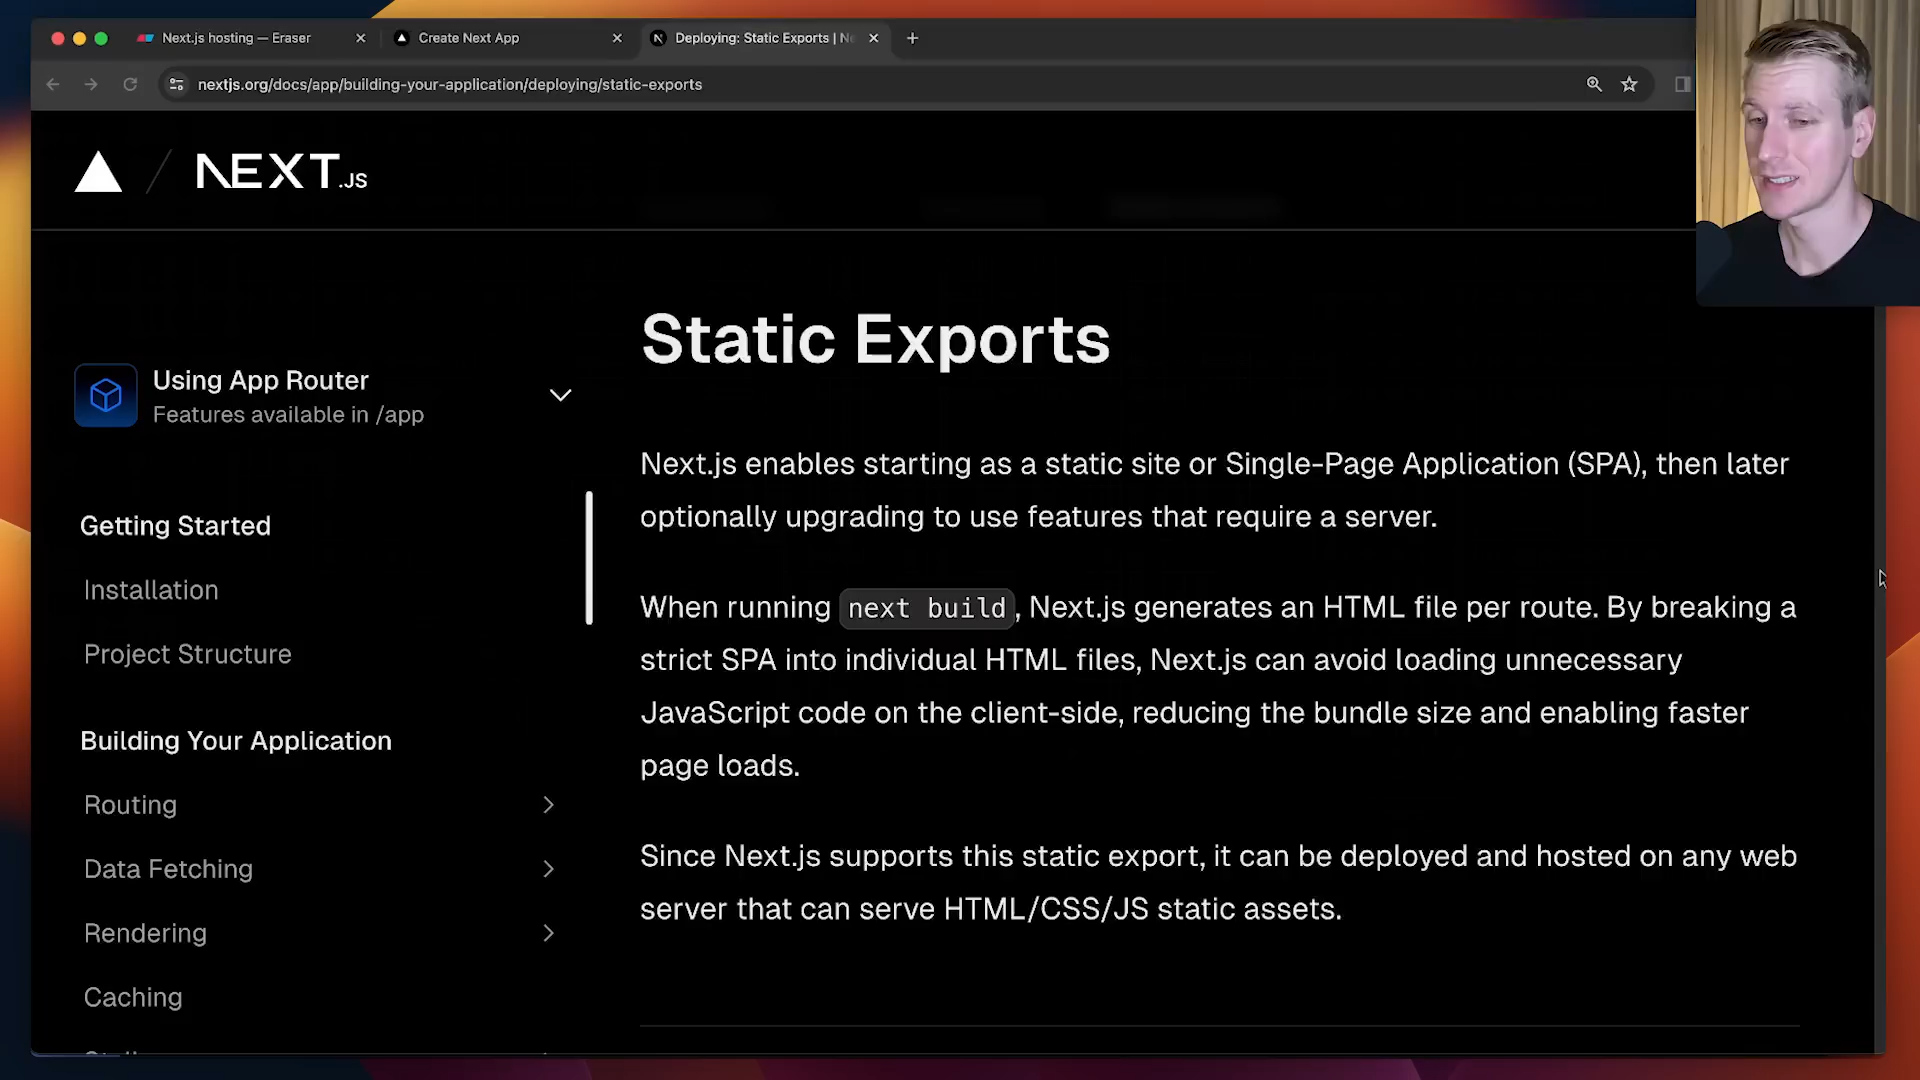 Next.js hosting — Eraser
Create Next App
Deploying: Static Exports | Ne
nextjs.org/docs/app/building-your-application/deploying/static-exports
NEXT.JS
Using App Router
Features available in /app
Getting Started
Installation
Project Structure
Building Your Application
Routing
Data Fetching
Rendering
Caching
Static Exports
Next.js enables starting as a static site or Single-Page Application (SPA), then later
optionally upgrading to use features that require a server.
When running next build, Next.js generates an HTML file per route. By breaking a
strict SPA into individual HTML files, Next.js can avoid loading unnecessary
JavaScript code on the client-side, reducing the bundle size and enabling faster
page loads.
Since Next.js supports this static export, it can be deployed and hosted on any web
server that can serve HTML/CSS/JS static assets.